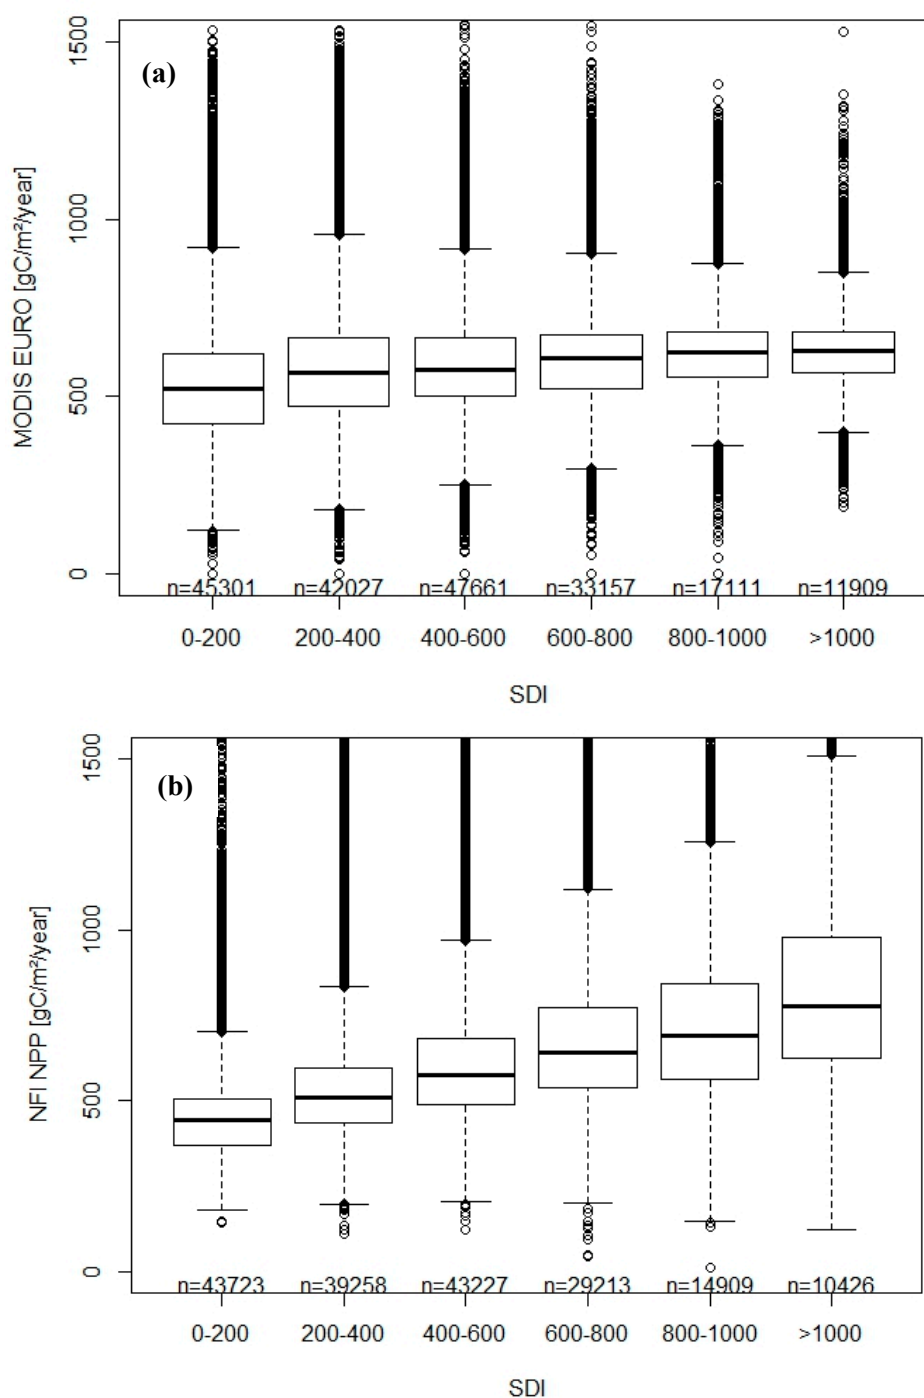 (a)
MODIS EURO [gC/m²/year]
1500
1000
500
0
n=45301 n=42027 n=47661 n=33157 n=17111 n=11909
0-200 200-400 400-600 600-800 800-1000 >1000
SDI
(b)
NFI NPP [gC/m²/year]
1500
1000
500
0
n=43723 n=39258 n=43227 n=29213 n=14909 n=10426
0-200 200-400 400-600 600-800 800-1000 >1000
SDI